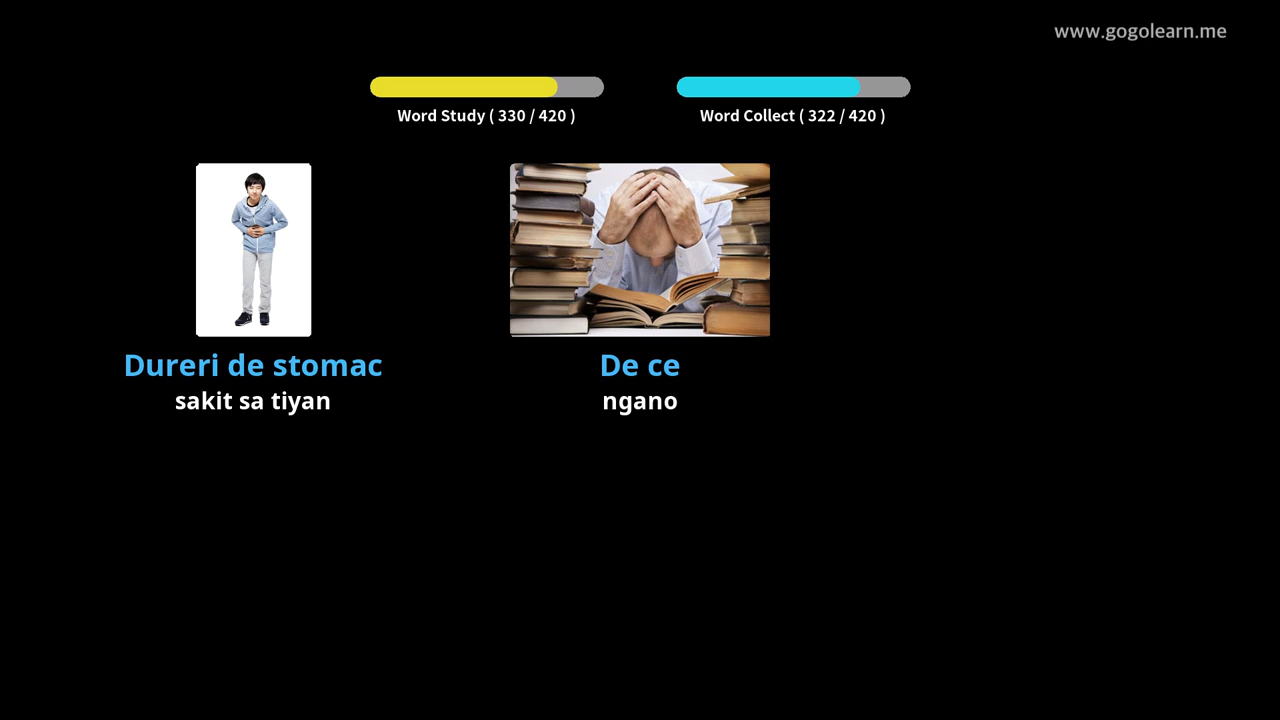 www.gogolearn.me
Word Study ( 330 / 420 )
Word Collect ( 322 / 420 )
Dureri de stomac
sakit sa tiyan
De ce
ngano